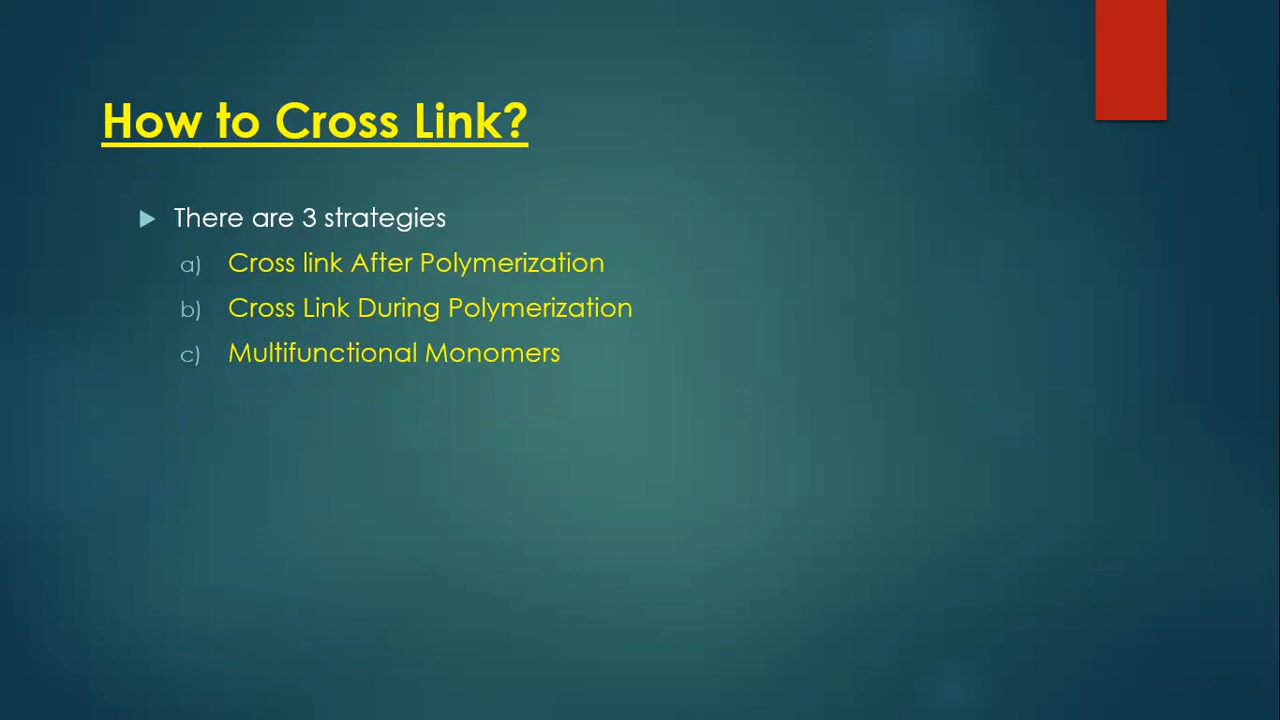 How to Cross Link?
There are 3 strategies
a) Cross link After Polymerization
b) Cross Link During Polymerization
c) Multifunctional Monomers